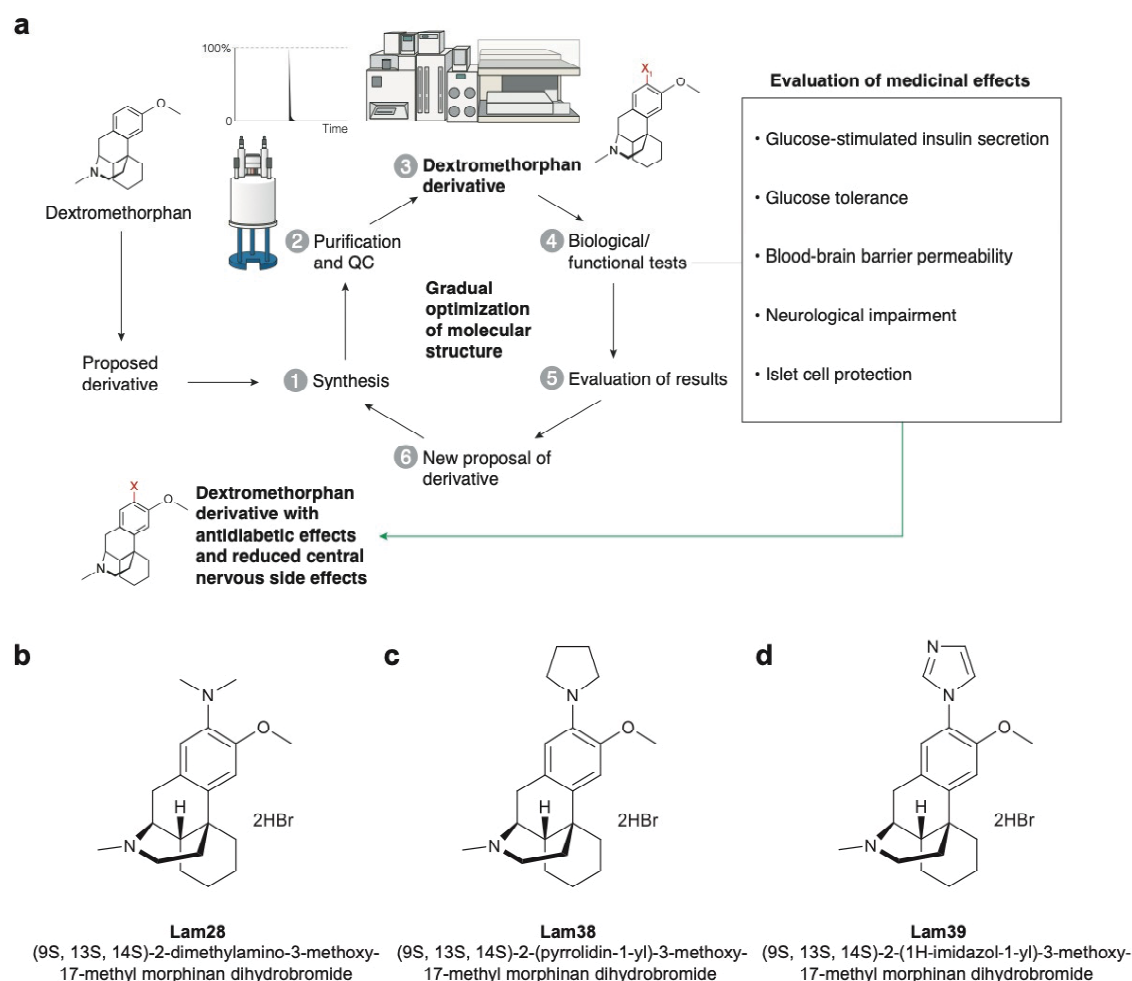 a
100%
0
Time
X₁
O
N
Dextromethorphan
O
N
3 Dextromethorphan
derivative
2 Purification
and QC
4 Biological/
functional tests
Gradual
optimization
of molecular
structure
Proposed
derivative
1 Synthesis
5 Evaluation of results
6 New proposal of
derivative
Evaluation of medicinal effects
• Glucose-stimulated insulin secretion
• Glucose tolerance
• Blood-brain barrier permeability
• Neurological impairment
• Islet cell protection
X
O
N
Dextromethorphan
derivative with
antidiabetic effects
and reduced central
nervous side effects
b
N
O
H
N
2HBr
Lam28
(9S, 13S, 14S)-2-dimethylamino-3-methoxy-
17-methyl morphinan dihydrobromide
c
N
O
H
N
2HBr
Lam38
(9S, 13S, 14S)-2-(pyrrolidin-1-yl)-3-methoxy-
17-methyl morphinan dihydrobromide
d
N
N
O
H
N
2HBr
Lam39
(9S, 13S, 14S)-2-(1H-imidazol-1-yl)-3-methoxy-
17-methyl morphinan dihydrobromide